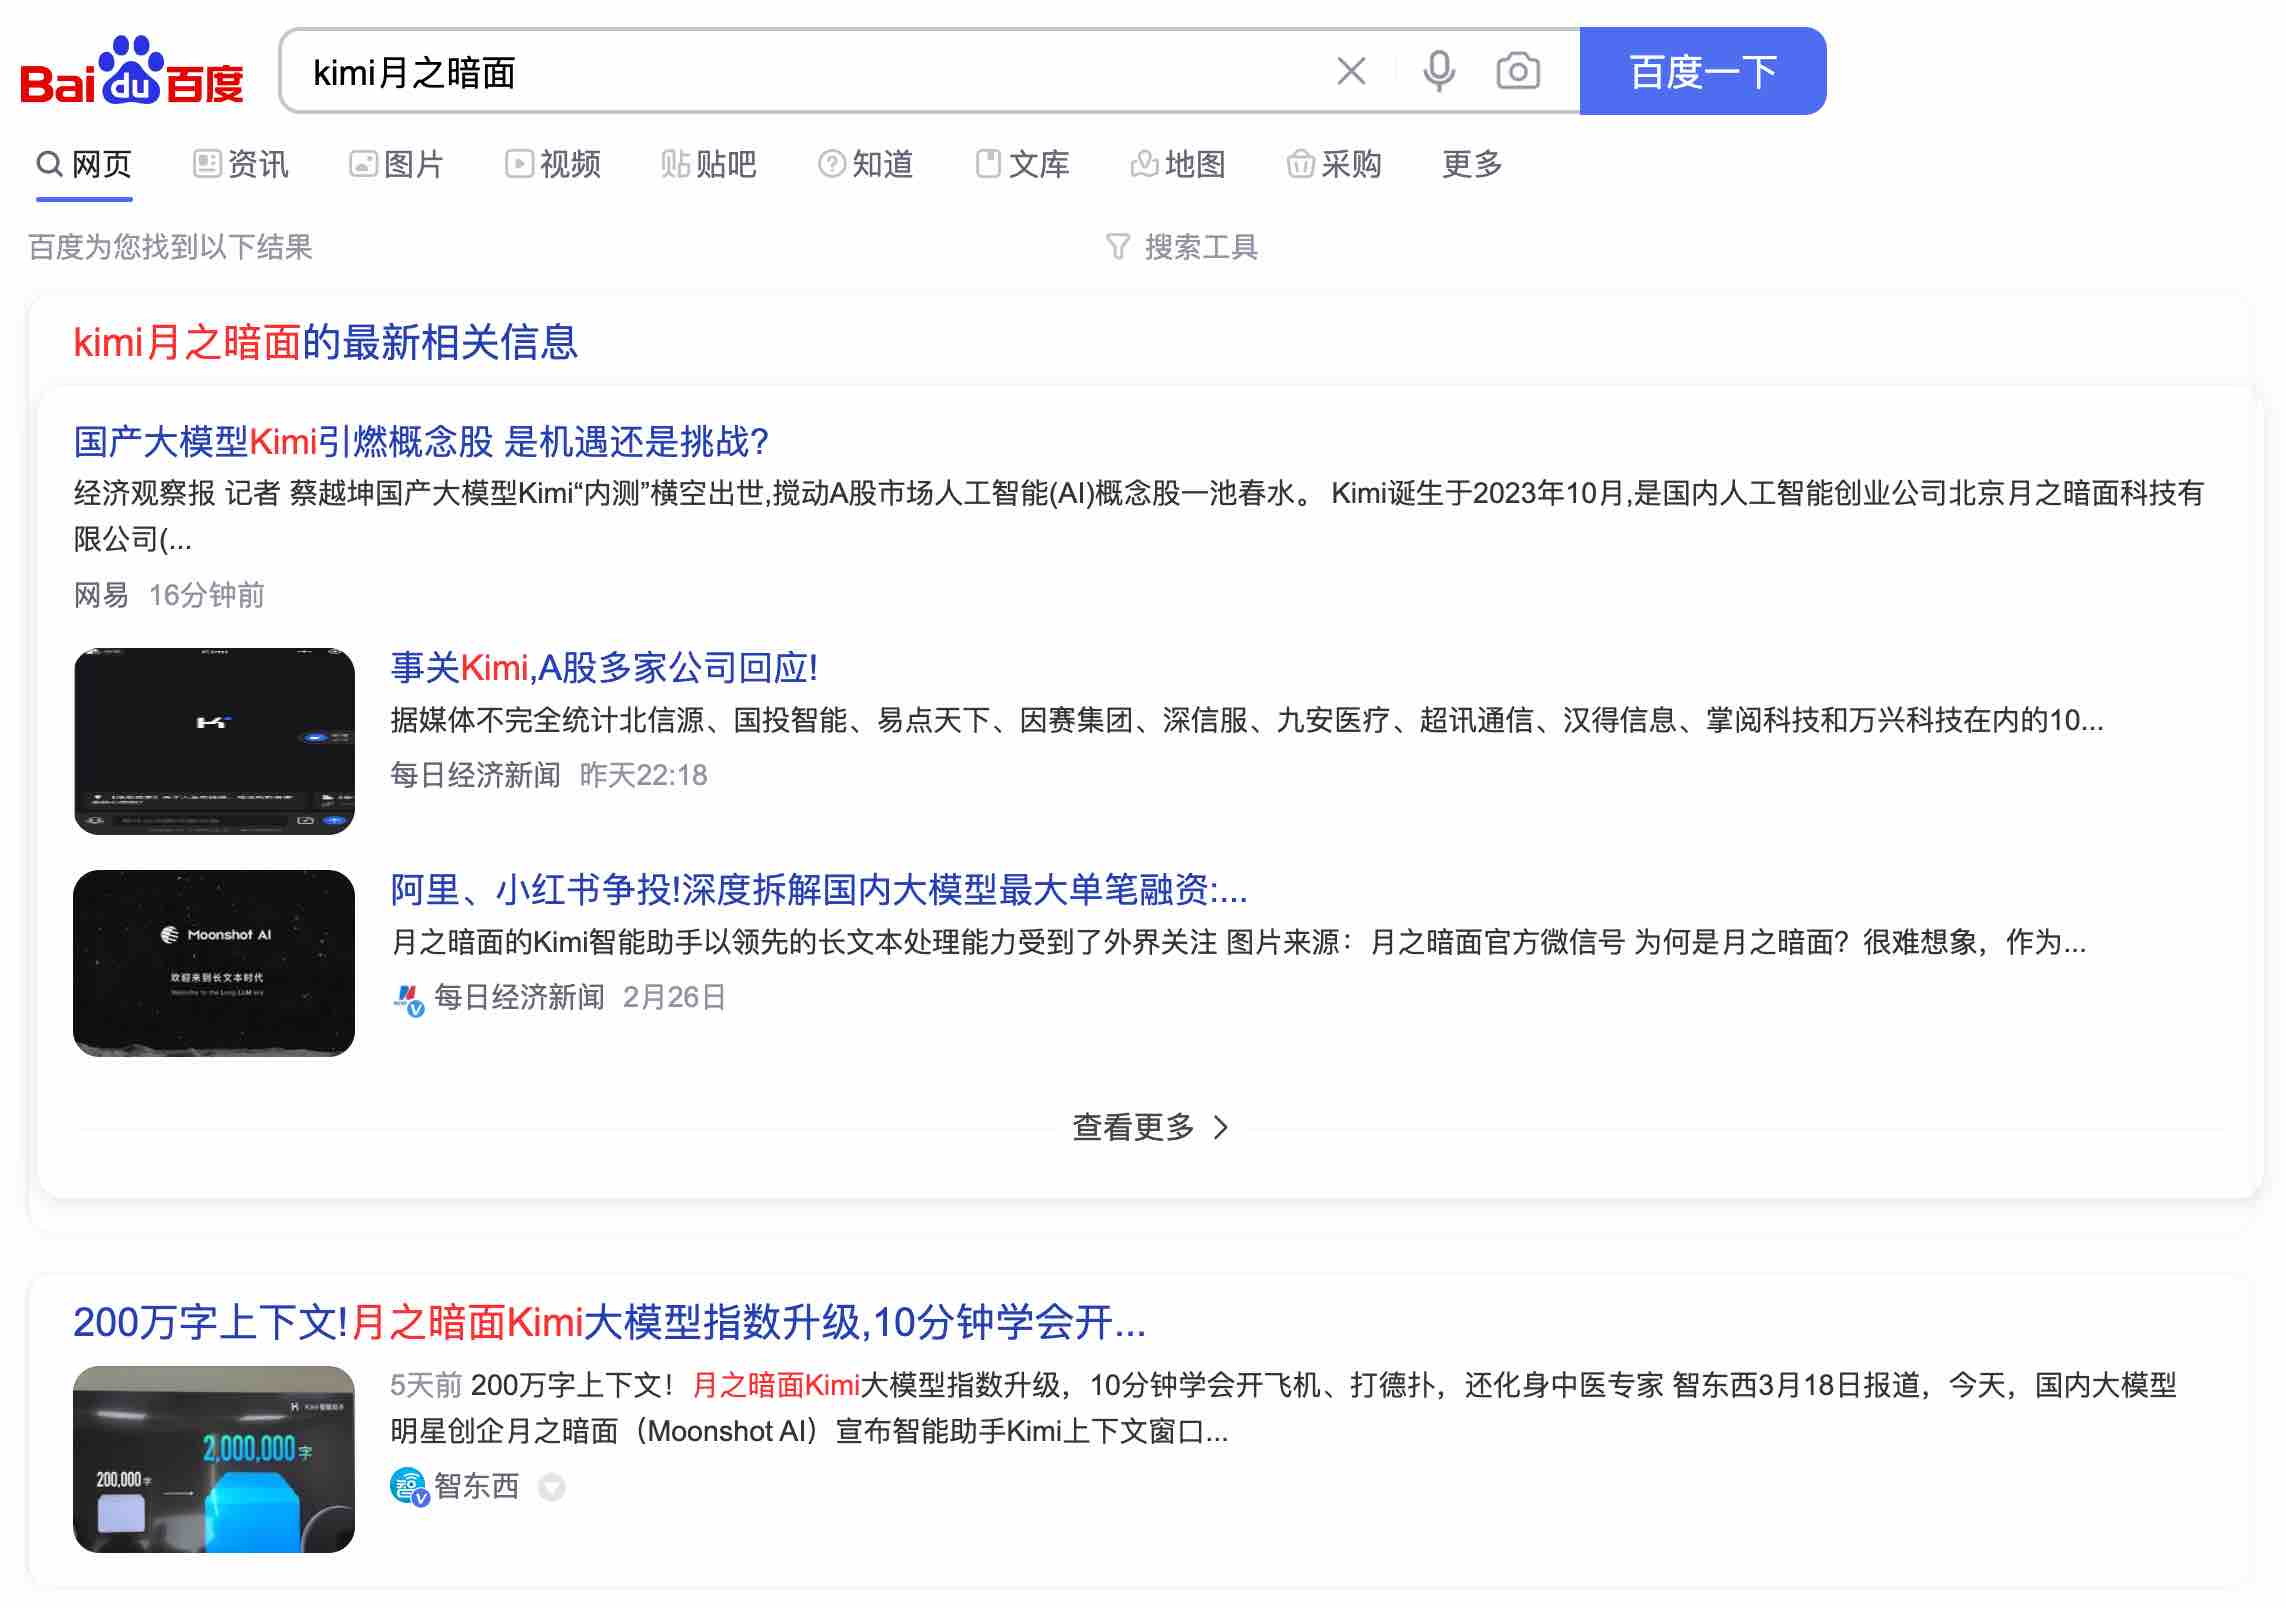 Bai du 百度
kimi月之暗面
百度一下
网页 资讯 图片 视频 贴吧 知道 文库 地图 采购 更多
百度为您找到以下结果 搜索工具
kimi月之暗面的最新相关信息
国产大模型Kimi引燃概念股 是机遇还是挑战?
经济观察报 记者 蔡越坤国产大模型Kimi“内测”横空出世,搅动A股市场人工智能(AI)概念股一池春水。 Kimi诞生于2023年10月,是国内人工智能创业公司北京月之暗面科技有
限公司(...
网易 16分钟前
事关Kimi,A股多家公司回应!
据媒体不完全统计北信源、国投智能、易点天下、因赛集团、深信服、九安医疗、超讯通信、汉得信息、掌阅科技和万兴科技在内的10...
每日经济新闻 昨天22:18
Moonshot AI
欢迎来到长文本时代
Welcome to the Long LLM era
阿里、小红书争投!深度拆解国内大模型最大单笔融资:...
月之暗面的Kimi智能助手以领先的长文本处理能力受到了外界关注 图片来源：月之暗面官方微信号 为何是月之暗面？很难想象，作为...
每日经济新闻 2月26日
查看更多
200万字上下文!月之暗面Kimi大模型指数升级,10分钟学会开...
Kimi智能助手
2,000,000字
200,000字
5天前 200万字上下文！月之暗面Kimi大模型指数升级，10分钟学会开飞机、打德扑，还化身中医专家 智东西3月18日报道，今天，国内大模型
明星创企月之暗面（Moonshot AI）宣布智能助手Kimi上下文窗口...
智东西